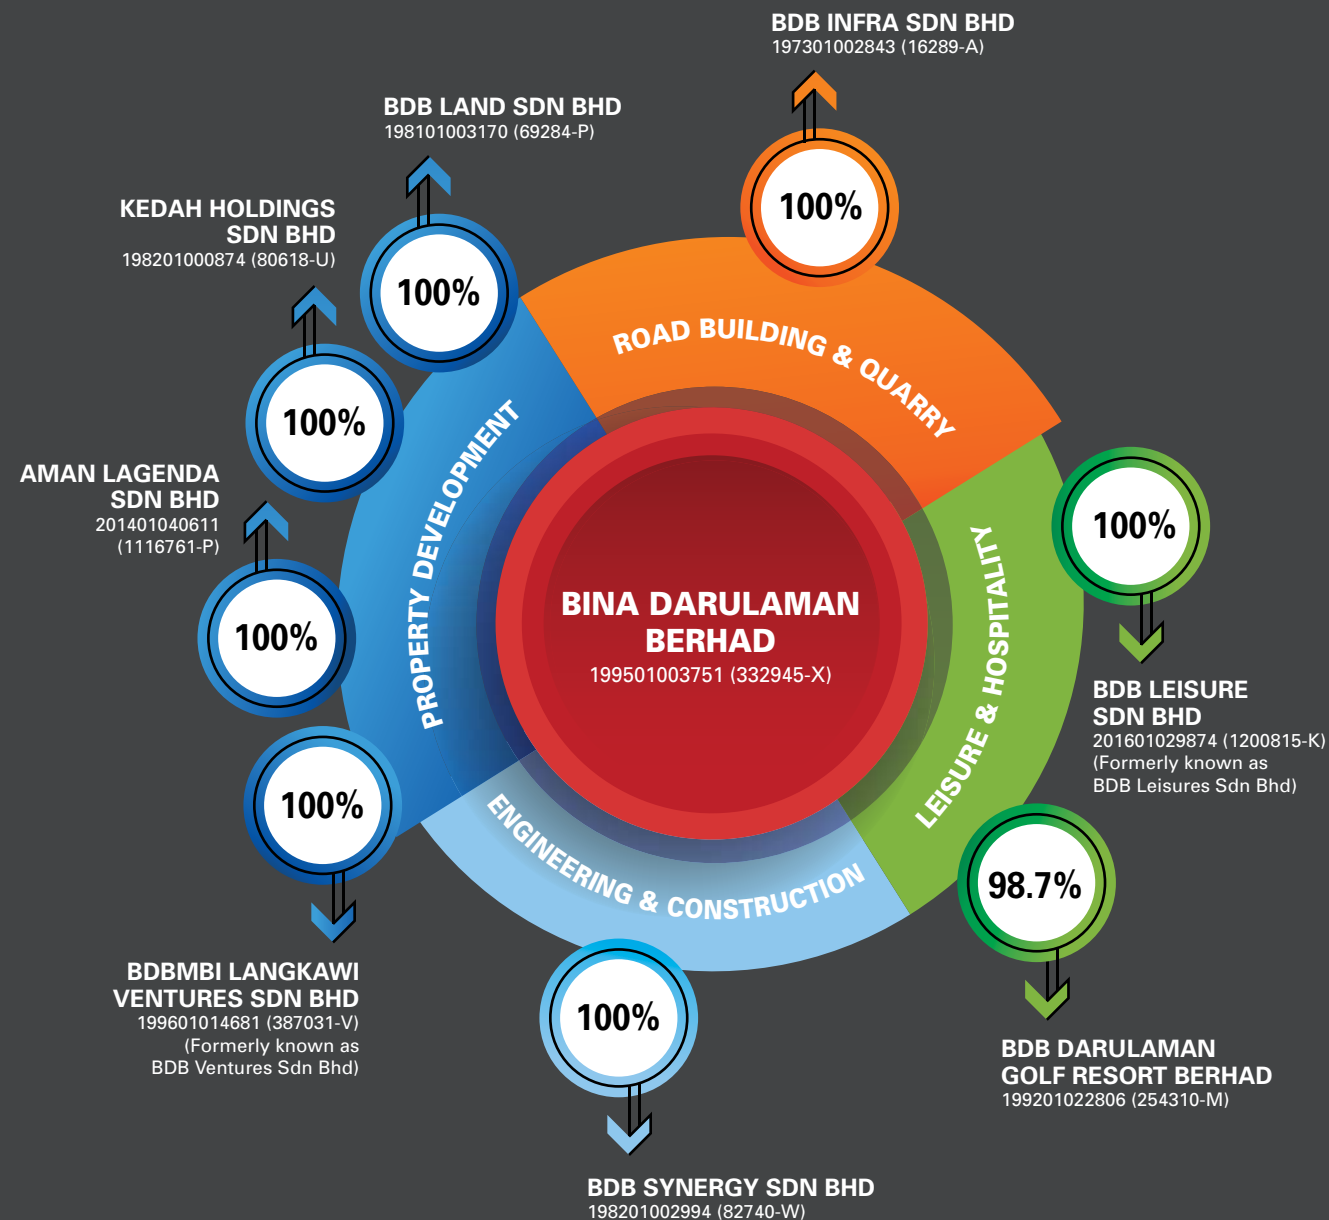 BDB INFRA SDN BHD
197301002843 (16289-A)
100%
BDB LAND SDN BHD
198101003170 (69284-P)
100%
KEDAH HOLDINGS
SDN BHD
198201000874 (80618-U)
100%
AMAN LAGENDA
SDN BHD
201401040611
(1116761-P)
100%
100%
BDBMBI LANGKAWI
VENTURES SDN BHD
199601014681 (387031-V)
(Formerly known as
BDB Ventures Sdn Bhd)
ROAD BUILDING & QUARRY
PROPERTY DEVELOPMENT
BINA DARULAMAN
BERHAD
199501003751 (332945-X)
LEISURE & HOSPITALITY
ENGINEERING & CONSTRUCTION
100%
BDB LEISURE
SDN BHD
201601029874 (1200815-K)
(Formerly known as
BDB Leisures Sdn Bhd)
98.7%
BDB DARULAMAN
GOLF RESORT BERHAD
199201022806 (254310-M)
100%
BDB SYNERGY SDN BHD
198201002994 (82740-W)